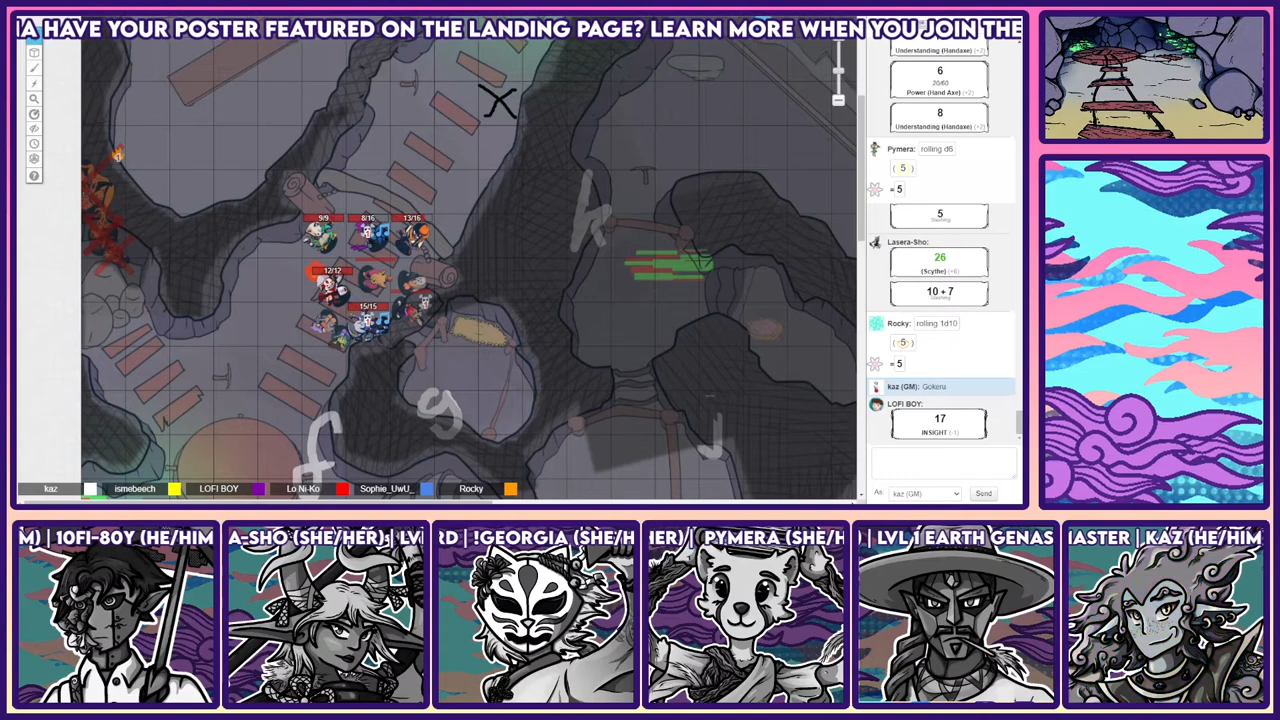 A HAVE YOUR POSTER FEATURED ON THE LANDING PAGE? LEARN MORE WHEN YOU JOIN THE
Understanding (Handaxe) (+7)
6
20/60
Power (Hand Axe) (+2)
8
Understanding (Handaxe) (+2)
Pymera: rolling d6
( 5 )
= 5
5
Slashing
Lasera-Sho:
26
(Scythe) (+6)
10 + 7
Slashing
Rocky: rolling 1d10
( 5 )
= 5
kaz (GM): Gokeru
LOFI BOY:
17
INSIGHT (-1)
As: kaz (GM) Send
X
h
9/9 8/16 13/16
12/12
15/15
g
f
J
kaz ismebeech LOFI BOY Lo Ni-Ko Sophie_UwU_ Rocky
M) | 10FI-80Y (HE/HIM
A-SHO (SHE/HER) | LVL
RD | !GEORGIA (SHE/H
HER) | PYMERA (SHE/H
) | LVL 1 EARTH GENAS
MASTER | KAZ (HE/HIM